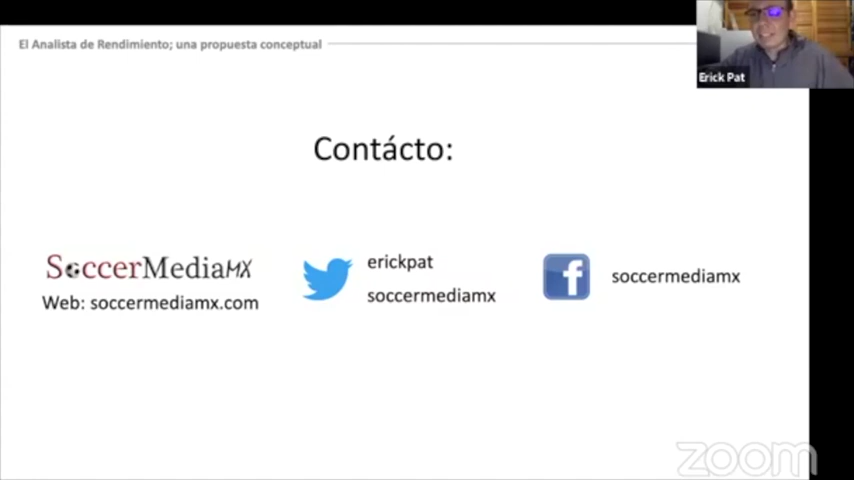 El Analista de Rendimiento; una propuesta conceptual
Erick Pat
Contácto:
SoccerMediaMX
Web: soccermediamx.com
erickpat
soccermediamx
f
soccermediamx
zoom